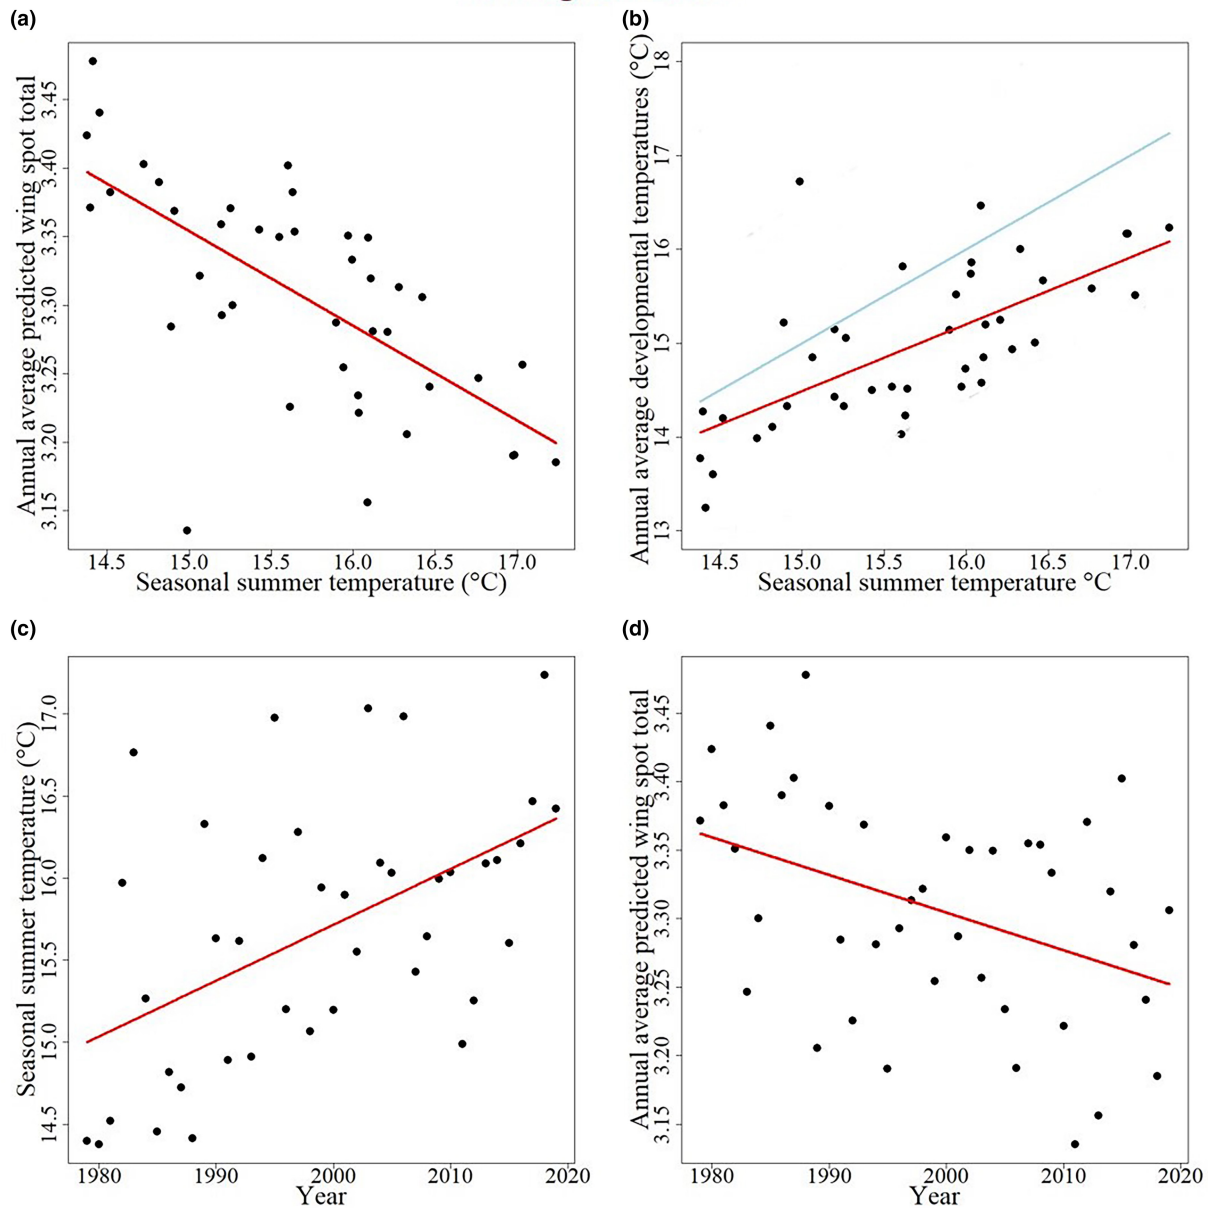 (a)
Annual average predicted wing spot total
3.45
3.40
3.35
3.30
3.25
3.20
3.15
14.5 15.0 15.5 16.0 16.5 17.0
Seasonal summer temperature (°C)
(b)
Annual average developmental temperatures (°C)
18
17
16
15
14
13
14.5 15.0 15.5 16.0 16.5 17.0
Seasonal summer temperature °C
(c)
Seasonal summer temperature (°C)
17.0
16.5
16.0
15.5
15.0
14.5
1980 1990 2000 2010 2020
Year
(d)
Annual average predicted wing spot total
3.45
3.40
3.35
3.30
3.25
3.20
3.15
1980 1990 2000 2010 2020
Year